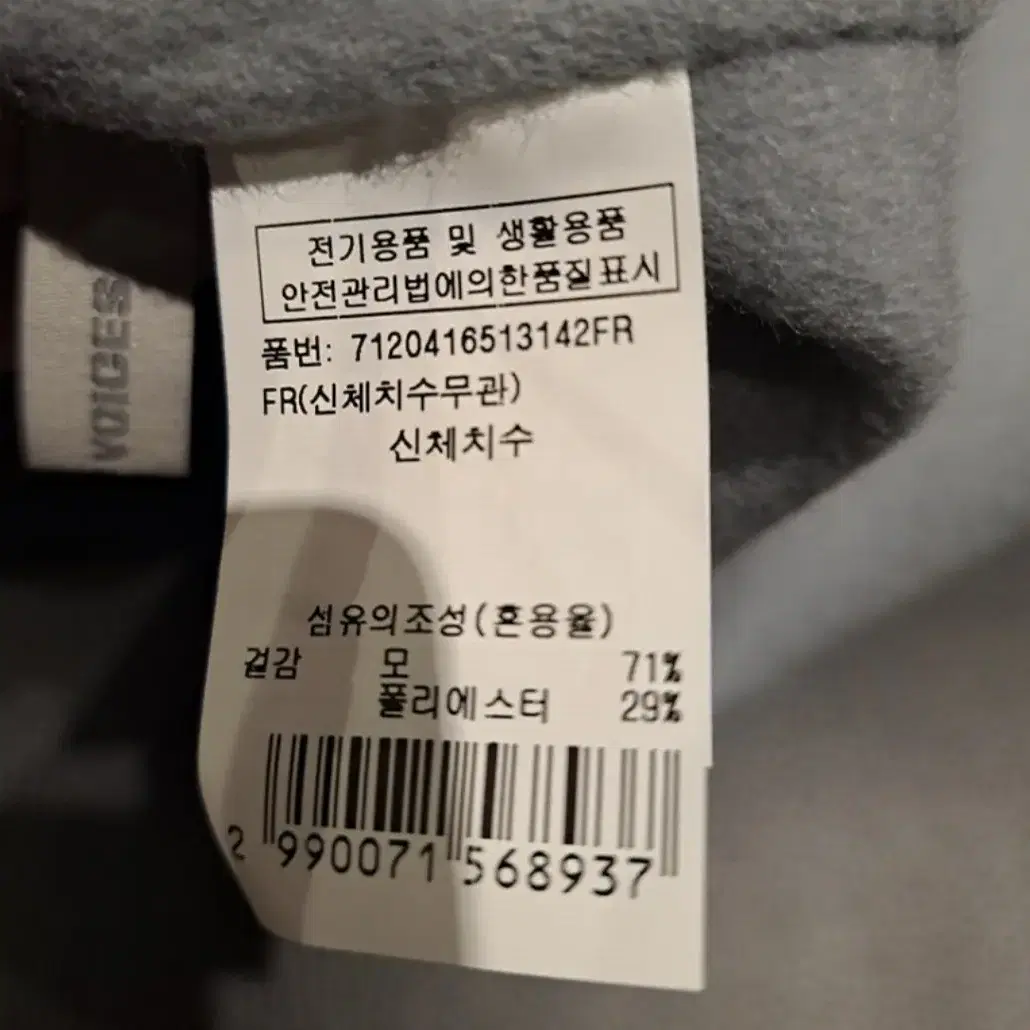 전기용품 및 생활용품
안전관리법에의한품질표시
품번: 7120416513142FR
FR(신체치수무관)
신체치수
섬유의조성(혼용율)
겉감 모 71%
폴리에스터 29%
2 990071 568937
VOICES